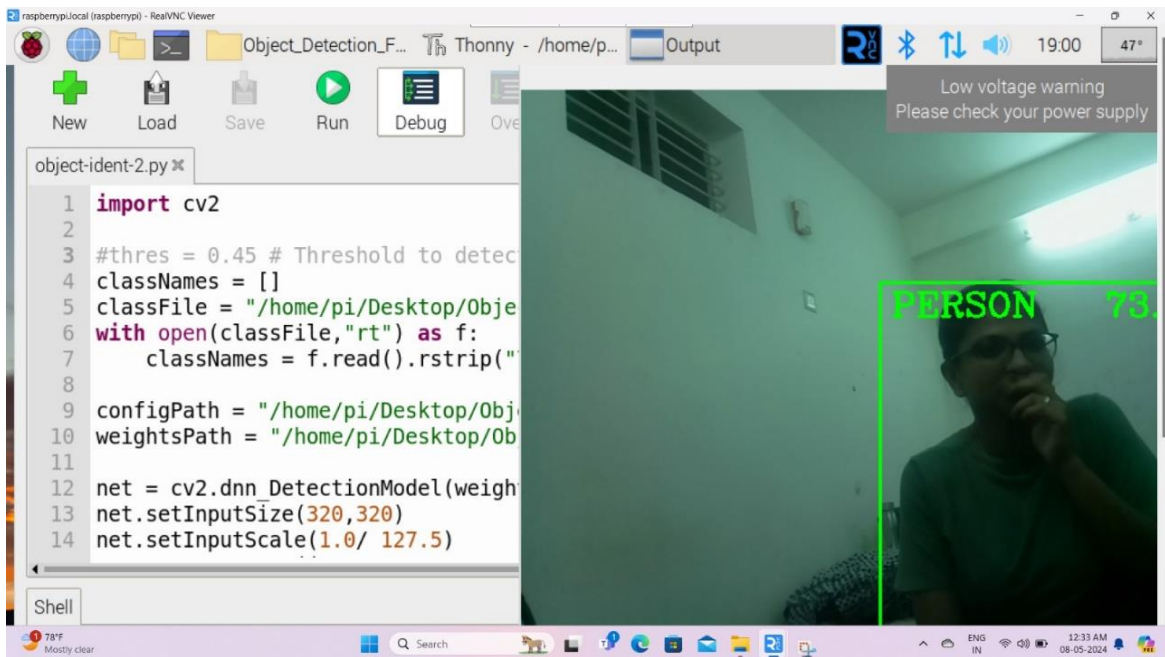 raspberrypi.local (raspberrypi) - RealVNC Viewer
Object_Detection_F... Thonny - /home/p... Output 19:00 47°
Low voltage warning
Please check your power supply
New Load Save Run Debug Ove
object-ident-2.py
1 import cv2
2
3 #thres = 0.45 # Threshold to detec
4 classNames = []
5 classFile = "/home/pi/Desktop/Obje
6 with open(classFile,"rt") as f:
7 classNames = f.read().rstrip("
8
9 configPath = "/home/pi/Desktop/Obj
10 weightsPath = "/home/pi/Desktop/Ob
11
12 net = cv2.dnn_DetectionModel(weigh
13 net.setInputSize(320,320)
14 net.setInputScale(1.0/ 127.5)
PERSON 73.
Shell
78°F
Mostly clear
Search
ENG
IN
12:33 AM
08-05-2024